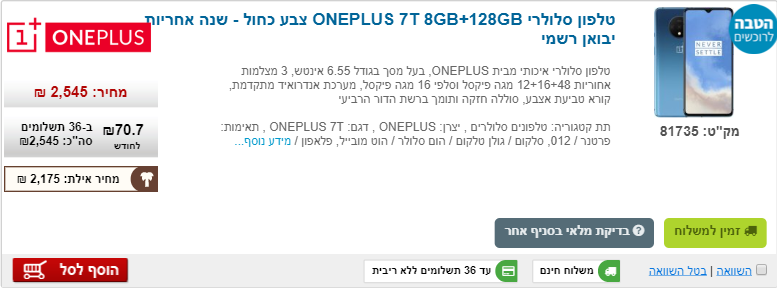 הטבה
לרוכשים
NEVER
SETTLE
מק"ט: 81735
טלפון סלולרי ONEPLUS 7T 8GB+128GB צבע כחול - שנה אחריות
יבואן רשמי
טלפון סלולרי איכותי מבית ONEPLUS, בעל מסך בגודל 6.55 אינטש, 3 מצלמות
אחוריות 48+16+12 מגה פיקסל וסלפי 16 מגה פיקסל, מערכת אנדרואיד מתקדמת,
קורא טביעת אצבע, סוללה חזקה ותומך ברשת הדור הרביעי
תת קטגוריה: טלפונים סלולרים , יצרן: ONEPLUS , דגם: ONEPLUS 7T , תאימות:
פרטנר / 012, סלקום / גולן טלקום / הום סלולר / הוט מובייל, פלאפון / מידע נוסף...
ONEPLUS
מחיר: 2,545 ₪
₪70.7 ב-36 תשלומים
לחודש סה"כ: ₪2,545
מחיר אילת: 2,175 ₪
זמין למשלוח
בדיקת מלאי בסניף אחר
השוואה | בטל השוואה
משלוח חינם
עד 36 תשלומים ללא ריבית
הוסף לסל